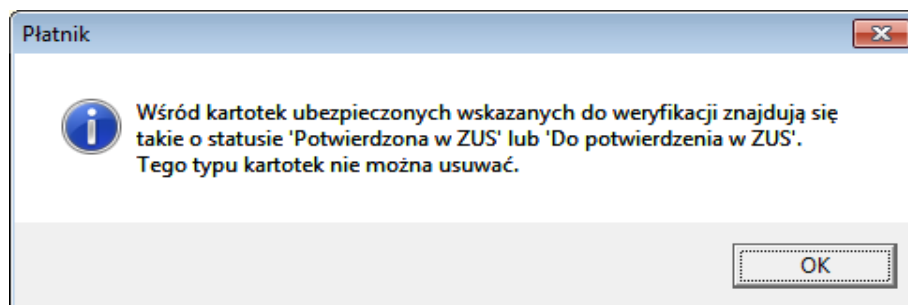 Płatnik
Wśród kartotek ubezpieczonych wskazanych do weryfikacji znajdują się
takie o statusie 'Potwierdzona w ZUS' lub 'Do potwierdzenia w ZUS'.
Tego typu kartotek nie można usuwać.
OK